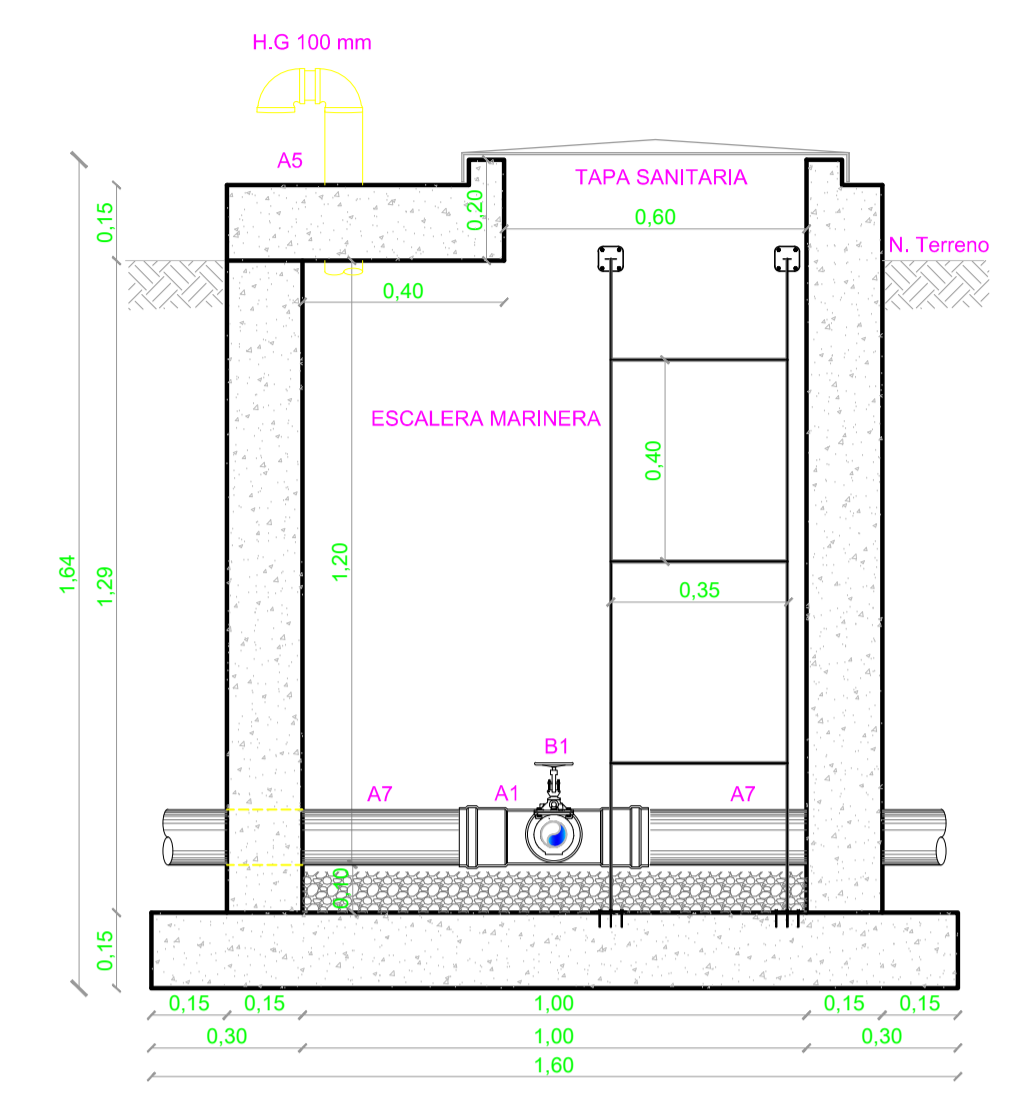 H.G 100 mm
A5
TAPA SANITARIA
0,15
0,20
0,60
N. Terreno
0,40
ESCALERA MARINERA
0,40
1,64
1,29
1,20
0,35
B1
A7
A1
A7
0,10
0,15
0,15
0,15
1,00
0,15
0,15
0,30
1,00
0,30
1,60